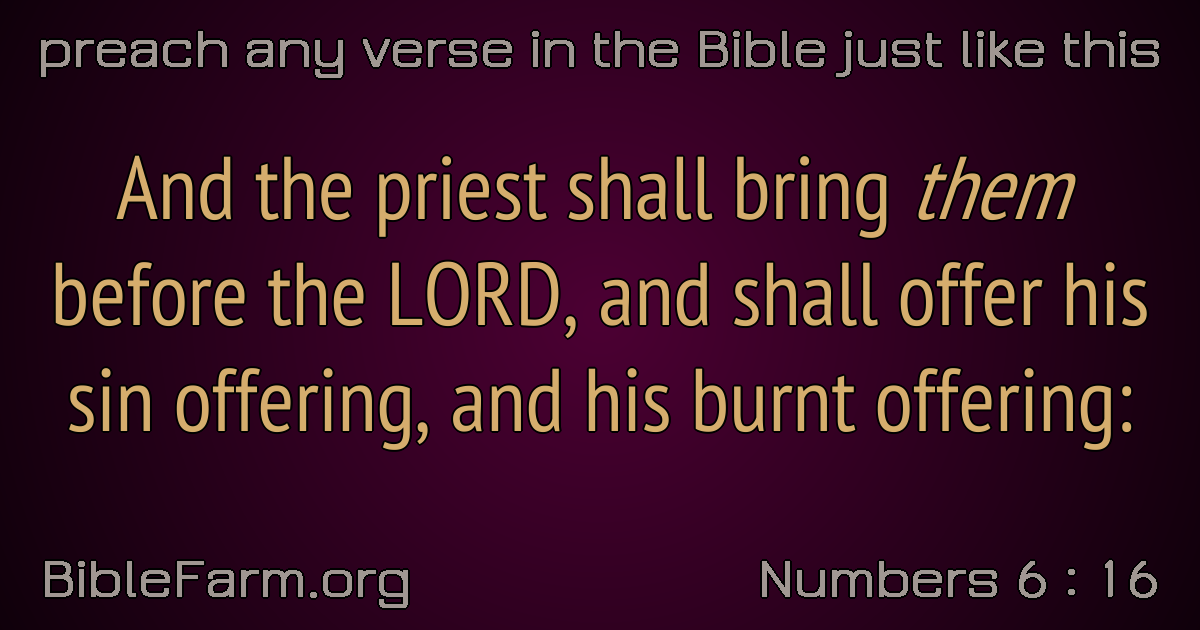 preach any verse in the Bible just like this
And the priest shall bring them
before the LORD, and shall offer his
sin offering, and his burnt offering:
BibleFarm.org
Numbers 6 : 16